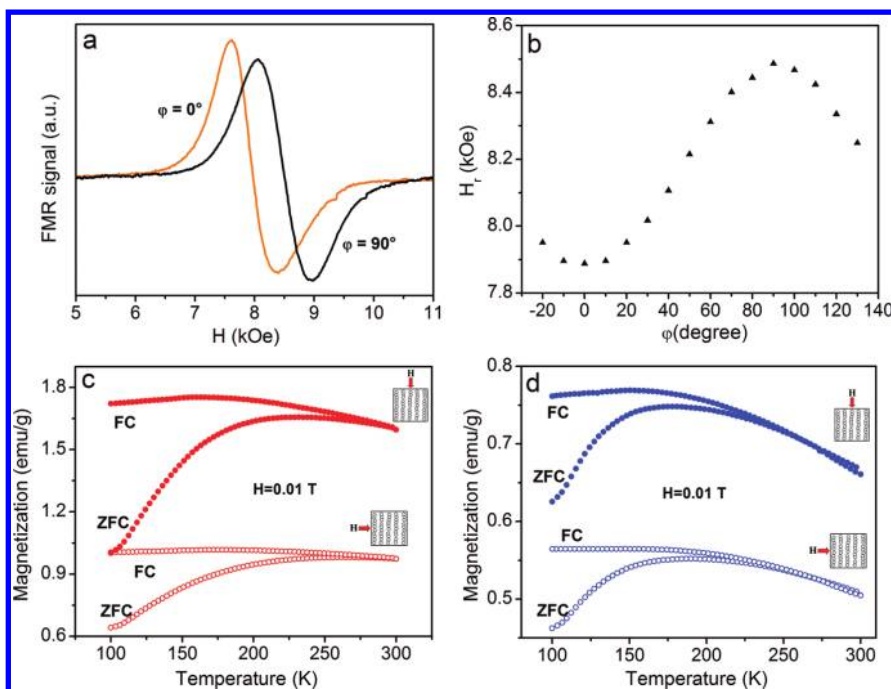 a
φ = 0°
φ = 90°
FMR signal (a.u.)
5 6 7 8 9 10 11
H (kOe)
b
8.6
8.4
8.2
8.0
7.8
H_r (kOe)
-20 0 20 40 60 80 100 120 140
φ(degree)
c
H
1.8
1.5
1.2
0.9
0.6
Magnetization (emu/g)
FC
ZFC
H=0.01 T
H
FC
ZFC
100 150 200 250 300
Temperature (K)
d
H
0.8
0.7
0.6
0.5
Magnetization (emu/g)
FC
ZFC
H=0.01 T
H
FC
ZFC
100 150 200 250 300
Temperature (K)